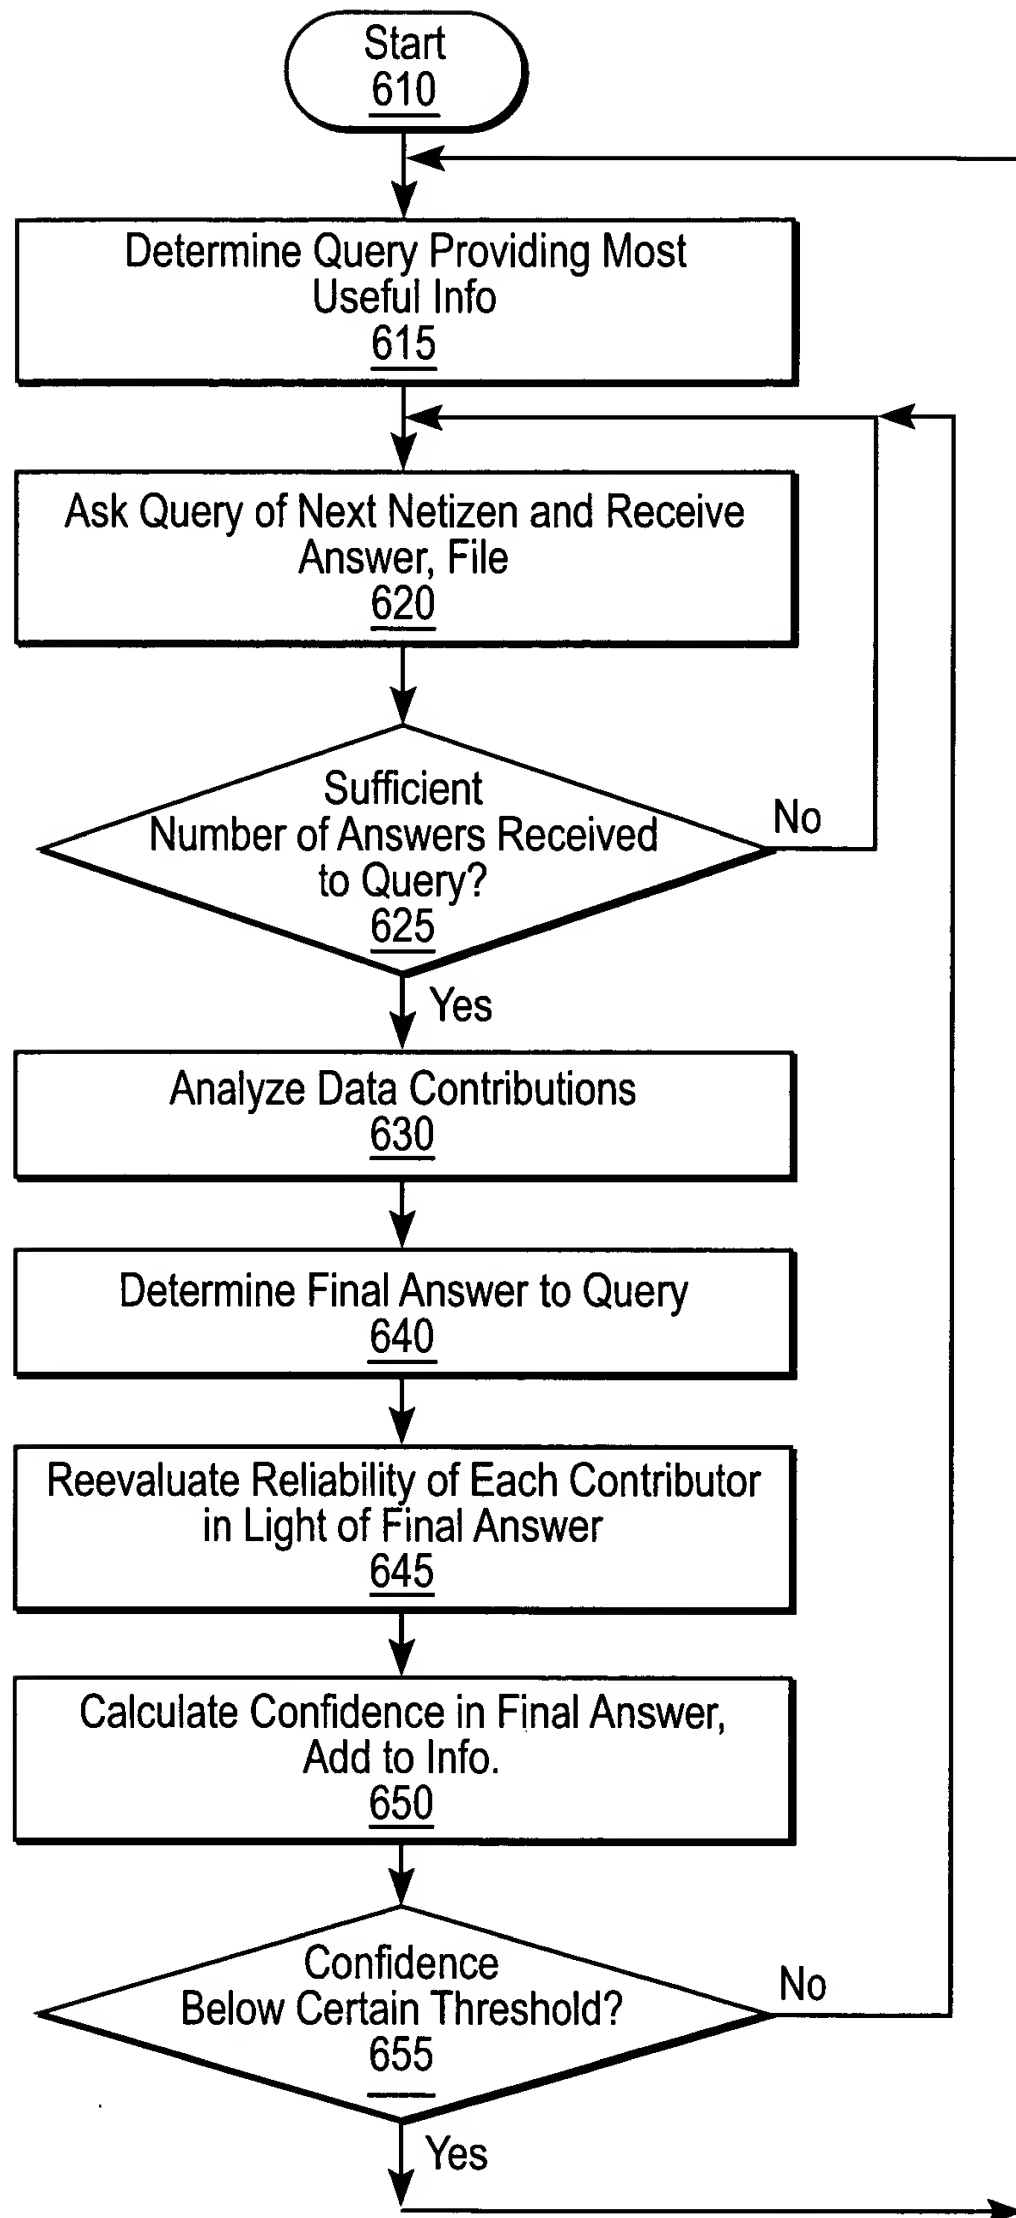 Start
610
Determine Query Providing Most
Useful Info
615
Ask Query of Next Netizen and Receive
Answer, File
620
Sufficient
Number of Answers Received
to Query?
625
No
Yes
Analyze Data Contributions
630
Determine Final Answer to Query
640
Reevaluate Reliability of Each Contributor
in Light of Final Answer
645
Calculate Confidence in Final Answer,
Add to Info.
650
Confidence
Below Certain Threshold?
655
No
Yes